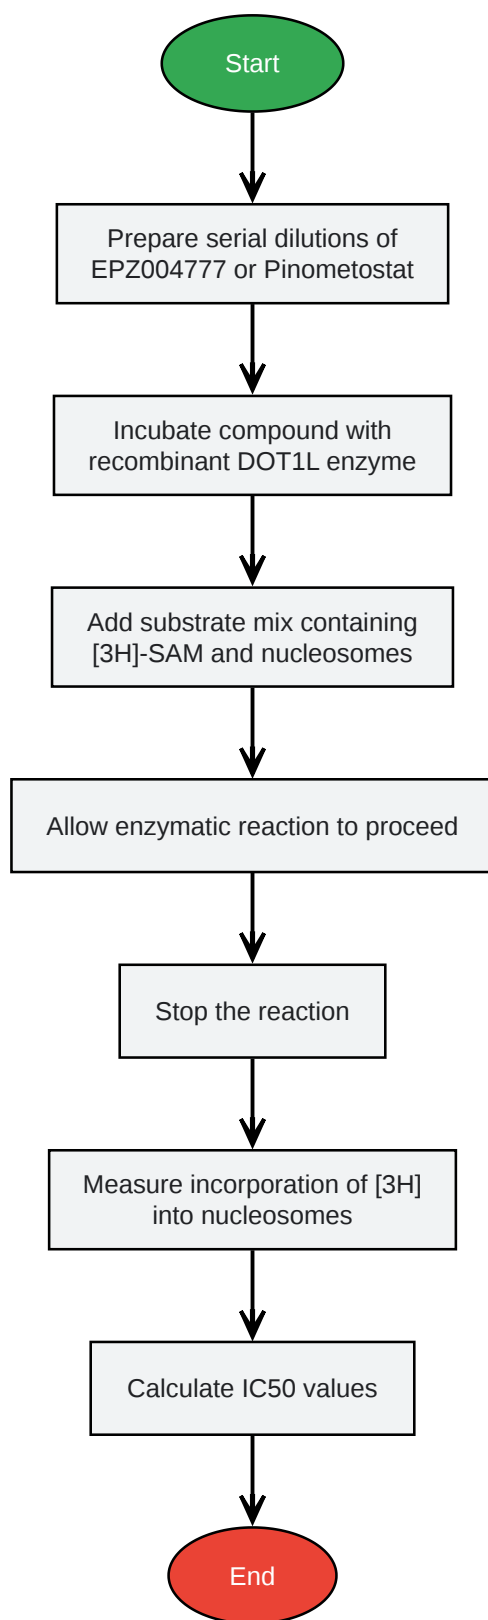 Start
Prepare serial dilutions of
EPZ004777 or Pinometostat
Incubate compound with
recombinant DOT1L enzyme
Add substrate mix containing
[3H]-SAM and nucleosomes
Allow enzymatic reaction to proceed
Stop the reaction
Measure incorporation of [3H]
into nucleosomes
Calculate IC50 values
End